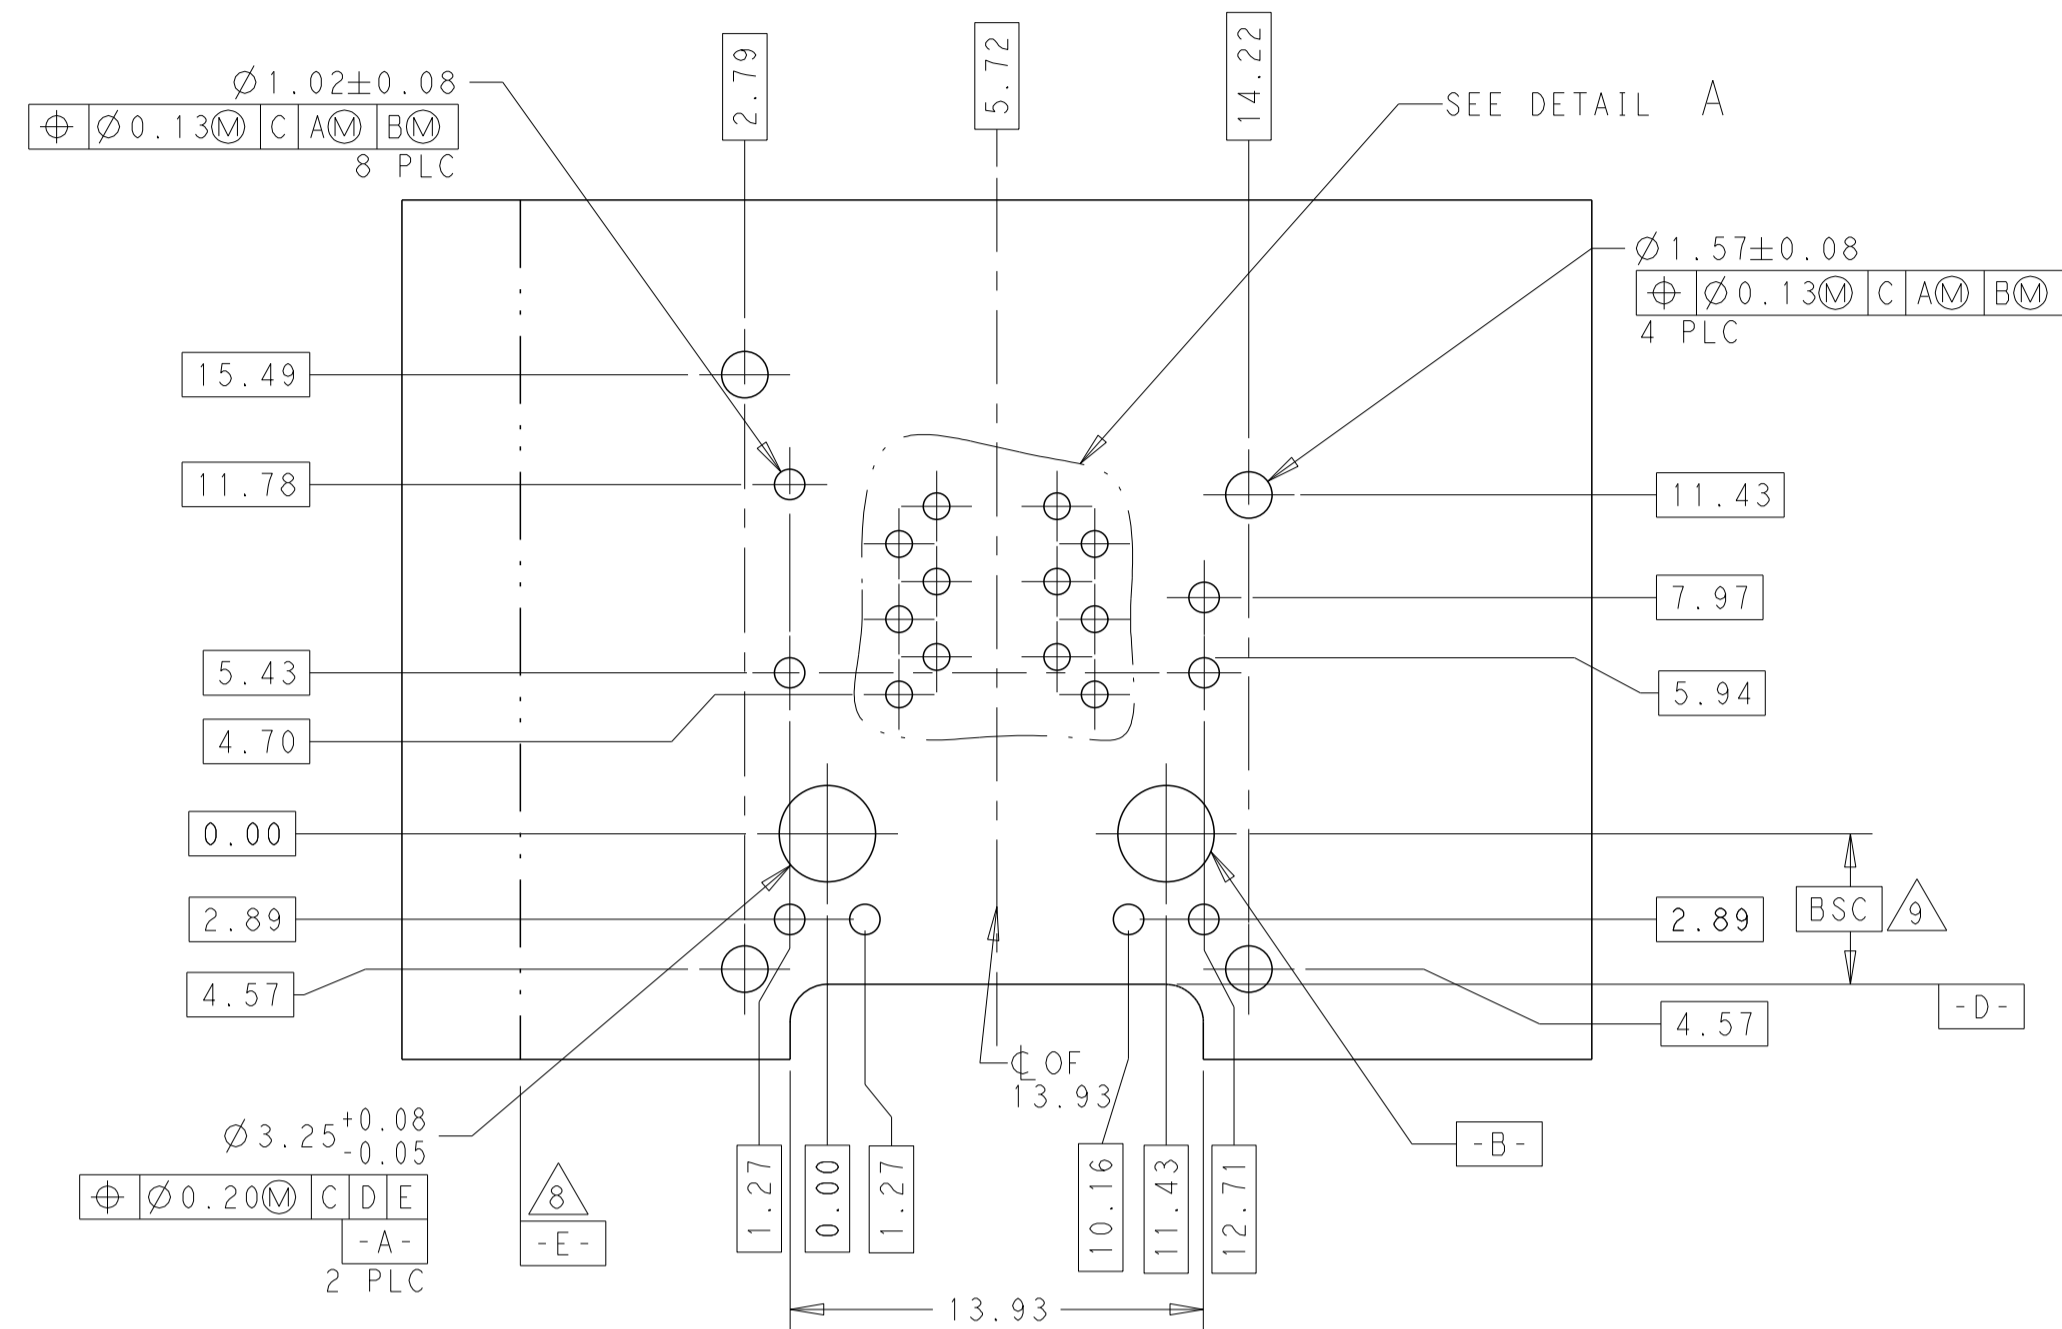 2.79
5.72
14.22
Ø1.02±0.08
⌖ Ø0.13Ⓜ C AⓂ BⓂ
8 PLC
SEE DETAIL A
Ø1.57±0.08
⌖ Ø0.13Ⓜ C AⓂ BⓂ
4 PLC
15.49
11.78
11.43
7.97
5.43
5.94
4.70
0.00
2.89
2.89
BSC 9
4.57
4.57
-D-
℄ OF
13.93
Ø3.25 +0.08 -0.05
⌖ Ø0.20Ⓜ C D E
-A-
2 PLC
8
-E-
-B-
1.27
0.00
1.27
10.16
11.43
12.71
13.93